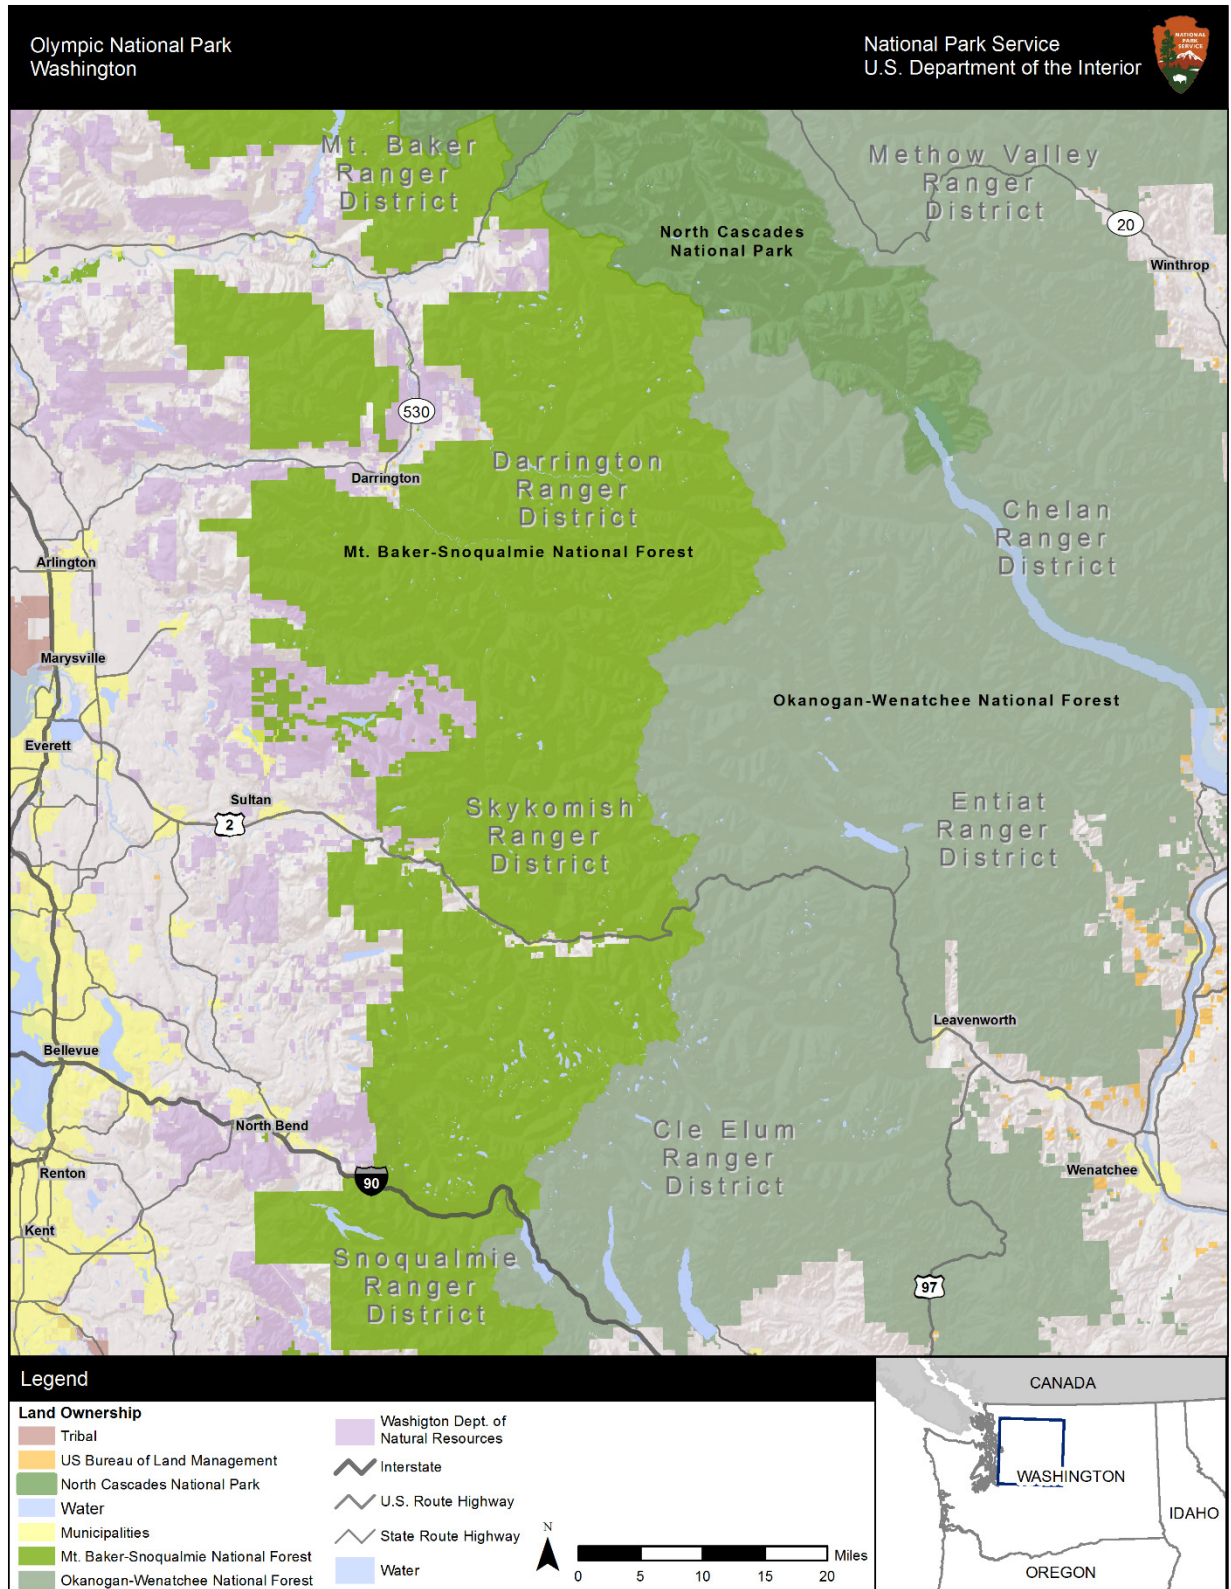 Olympic National Park
Washington
National Park Service
U.S. Department of the Interior
NATIONAL
PARK
SERVICE
Mt. Baker
Ranger
District
Methow Valley
Ranger
District
20
North Cascades
National Park
Winthrop
530
Darrington
Darrington
Ranger
District
Chelan
Ranger
District
Mt. Baker-Snoqualmie National Forest
Arlington
Marysville
Okanogan-Wenatchee National Forest
Everett
Sultan
2
Skykomish
Ranger
District
Entiat
Ranger
District
Leavenworth
Bellevue
North Bend
Cle Elum
Ranger
District
Renton
90
Wenatchee
Kent
Snoqualmie
Ranger
District
97
Legend
Land Ownership
Tribal
US Bureau of Land Management
North Cascades National Park
Water
Municipalities
Mt. Baker-Snoqualmie National Forest
Okanogan-Wenatchee National Forest
Washigton Dept. of
Natural Resources
Interstate
U.S. Route Highway
State Route Highway
Water
N
Miles
0 5 10 15 20
CANADA
WASHINGTON
IDAHO
OREGON